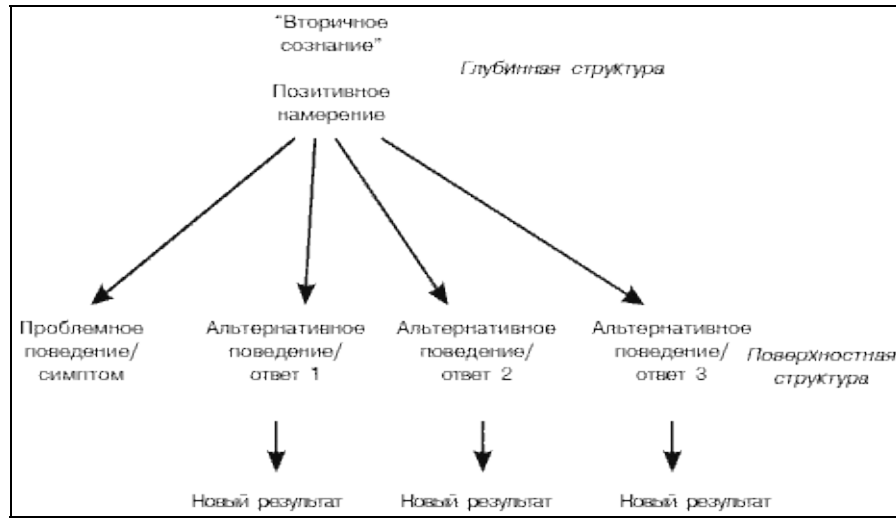 "Вторичное
сознание"
Глубинная структура
Позитивное
намерение
Проблемное
поведение/
симптом
Альтернативное
поведение/
ответ 1
Альтернативное
поведение/
ответ 2
Альтернативное
поведение/
ответ 3
Поверхностная
структура
Новый результат
Новый результат
Новый результат